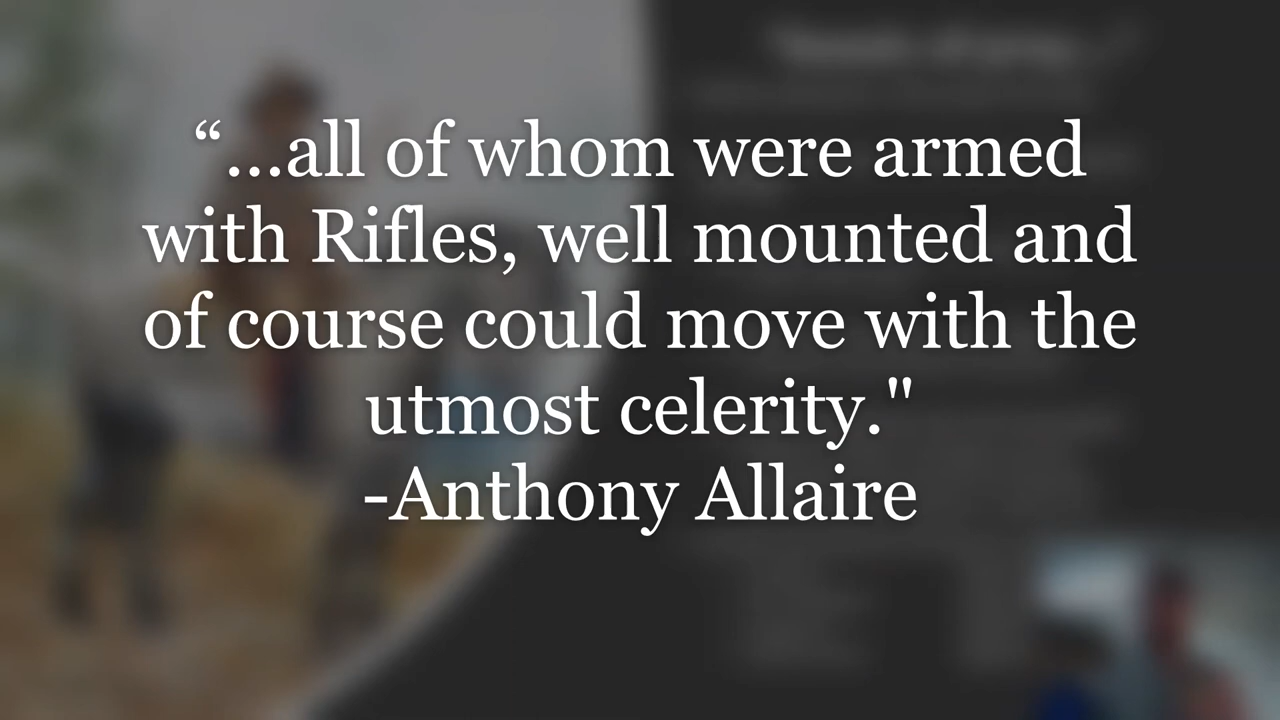 “...all of whom were armed
with Rifles, well mounted and
of course could move with the
utmost celerity."
-Anthony Allaire